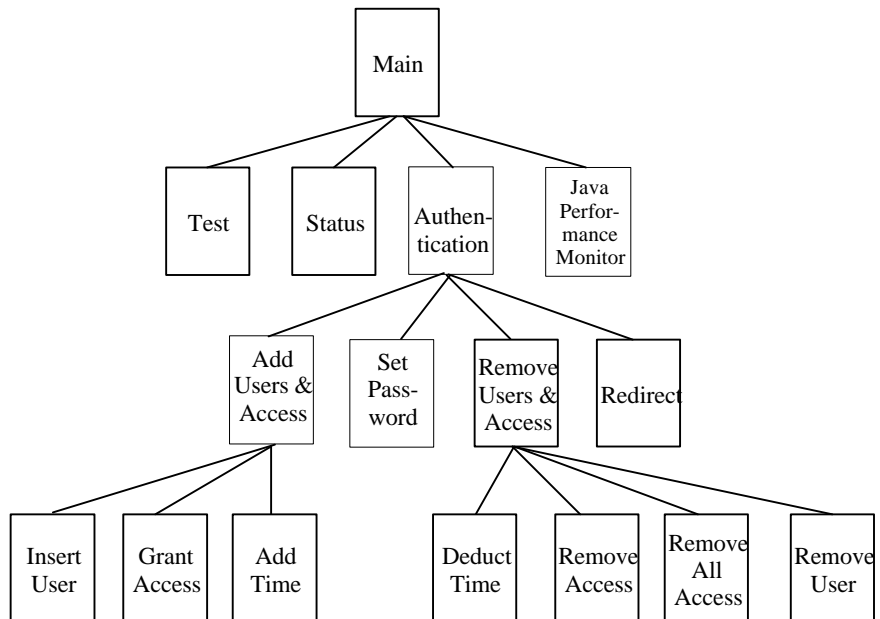 Main
Test
Status
Authen-
tication
Java
Perfor-
mance
Monitor
Add
Users &
Access
Set
Pass-
word
Remove
Users &
Access
Redirect
Insert
User
Grant
Access
Add
Time
Deduct
Time
Remove
Access
Remove
All
Access
Remove
User